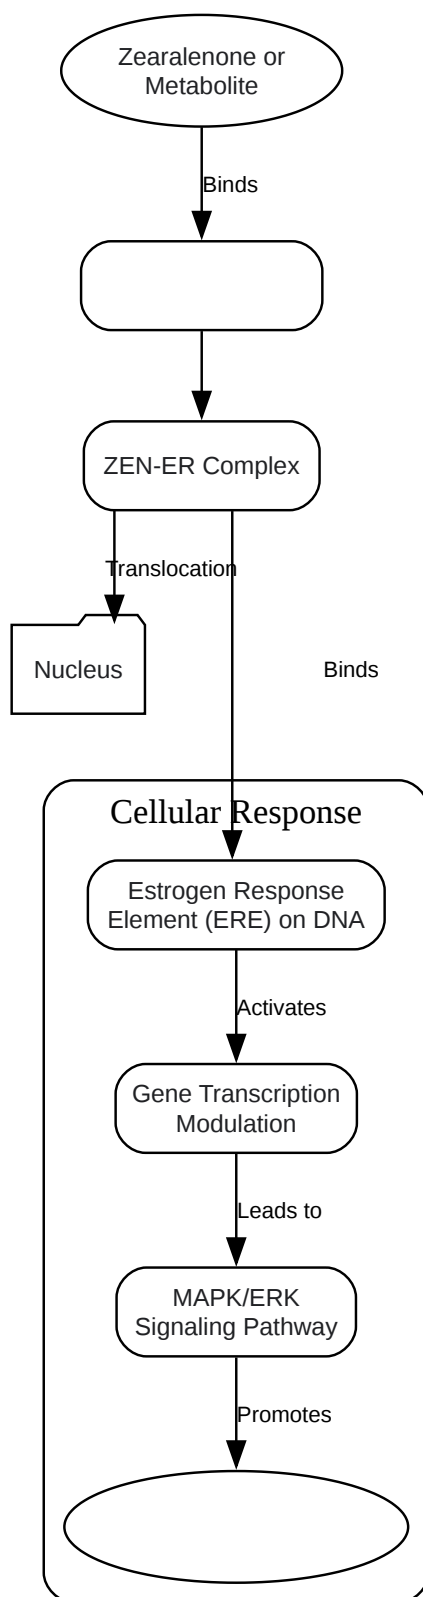 Zearalenone or
Metabolite
Binds
ZEN-ER Complex
Translocation
Nucleus
Binds
Cellular Response
Estrogen Response
Element (ERE) on DNA
Activates
Gene Transcription
Modulation
Leads to
MAPK/ERK
Signaling Pathway
Promotes